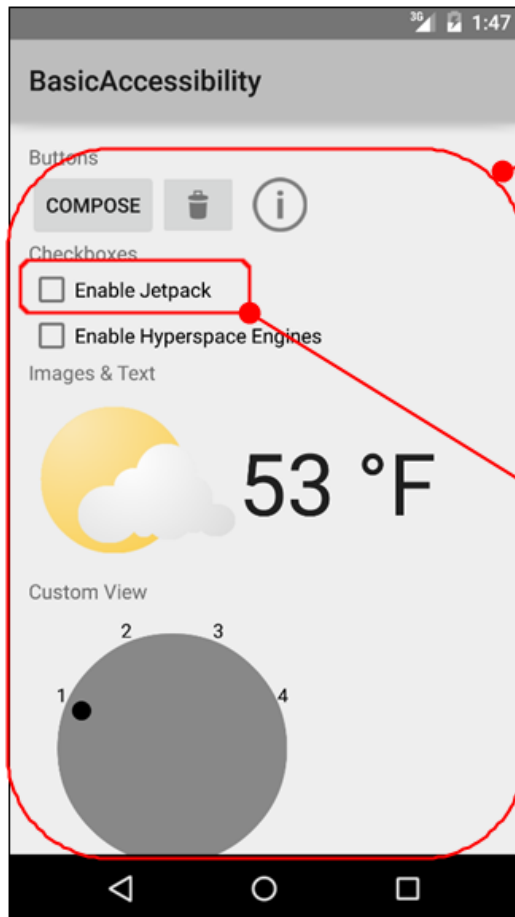 3G 1:47
BasicAccessibility
Buttons
COMPOSE
Checkboxes
Enable Jetpack
Enable Hyperspace Engines
Images & Text
53 °F
Custom View
2 3
1 4